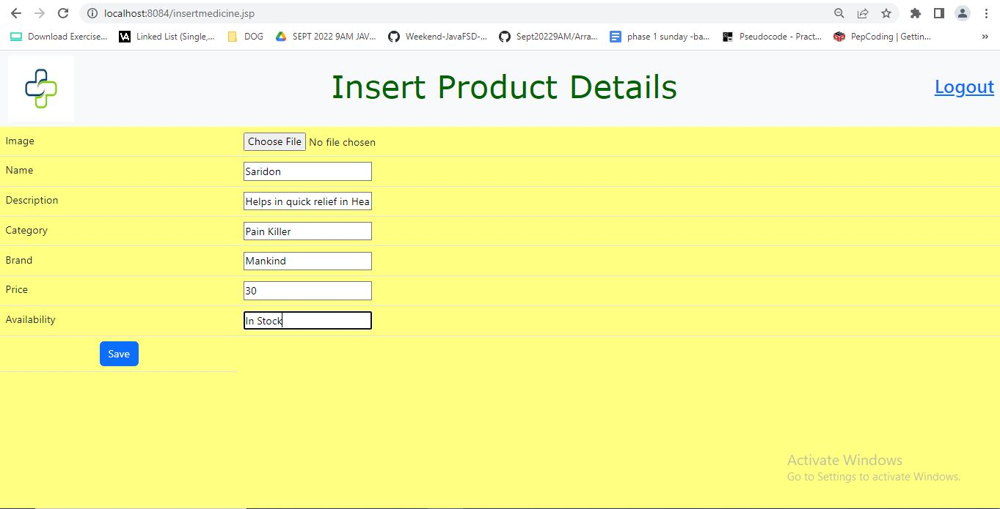 localhost:8084/insertmedicine.jsp
Download Exercise... Linked List (Single,... DOG SEPT 2022 9AM JAV... Weekend-JavaFSD-... Sept20229AM/Arra... phase 1 sunday -ba... Pseudocode - Pract... PepCoding | Gettin... »
Insert Product Details Logout
Image Choose File No file chosen
Name Saridon
Description Helps in quick relief in Hea
Category Pain Killer
Brand Mankind
Price 30
Availability In Stock
Save
Activate Windows
Go to Settings to activate Windows.